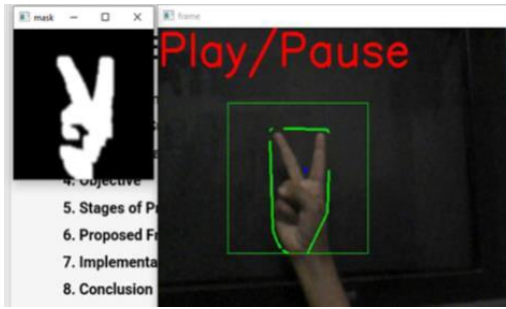 mask
frame
Play/Pause
4. Objective
5. Stages of Pr
6. Proposed Fr
7. Implementa
8. Conclusion